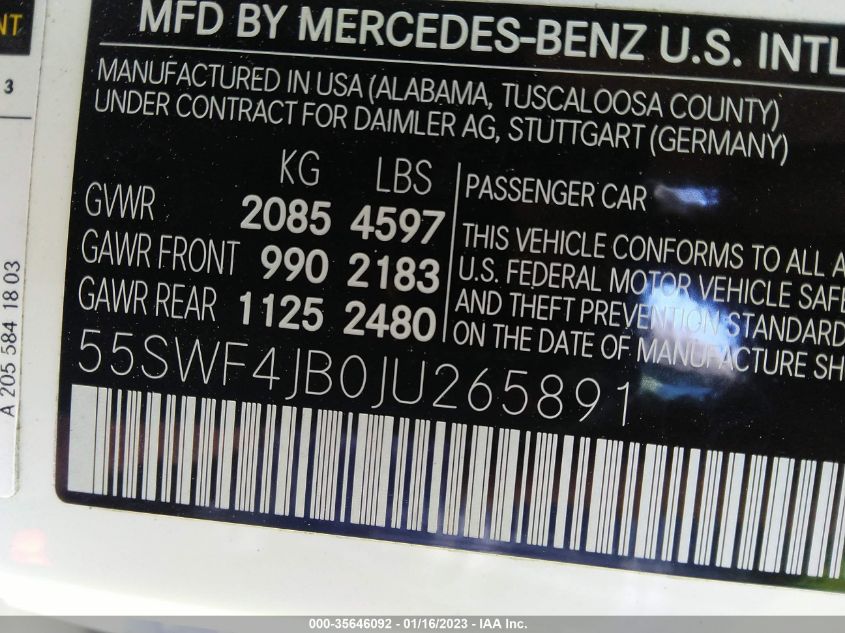 NT
3
A 205 584 18 03
MFD BY MERCEDES-BENZ U.S. INTL
MANUFACTURED IN USA (ALABAMA, TUSCALOOSA COUNTY)
UNDER CONTRACT FOR DAIMLER AG, STUTTGART (GERMANY)
KG LBS
GVWR 2085 4597
GAWR FRONT 990 2183
GAWR REAR 1125 2480
PASSENGER CAR
THIS VEHICLE CONFORMS TO ALL A
U.S. FEDERAL MOTOR VEHICLE SAFE
AND THEFT PREVENTION STANDARD
ON THE DATE OF MANUFACTURE SH
55SWF4JB0JU265891
000-35646092 — 01/16/2023 — IAA Inc.